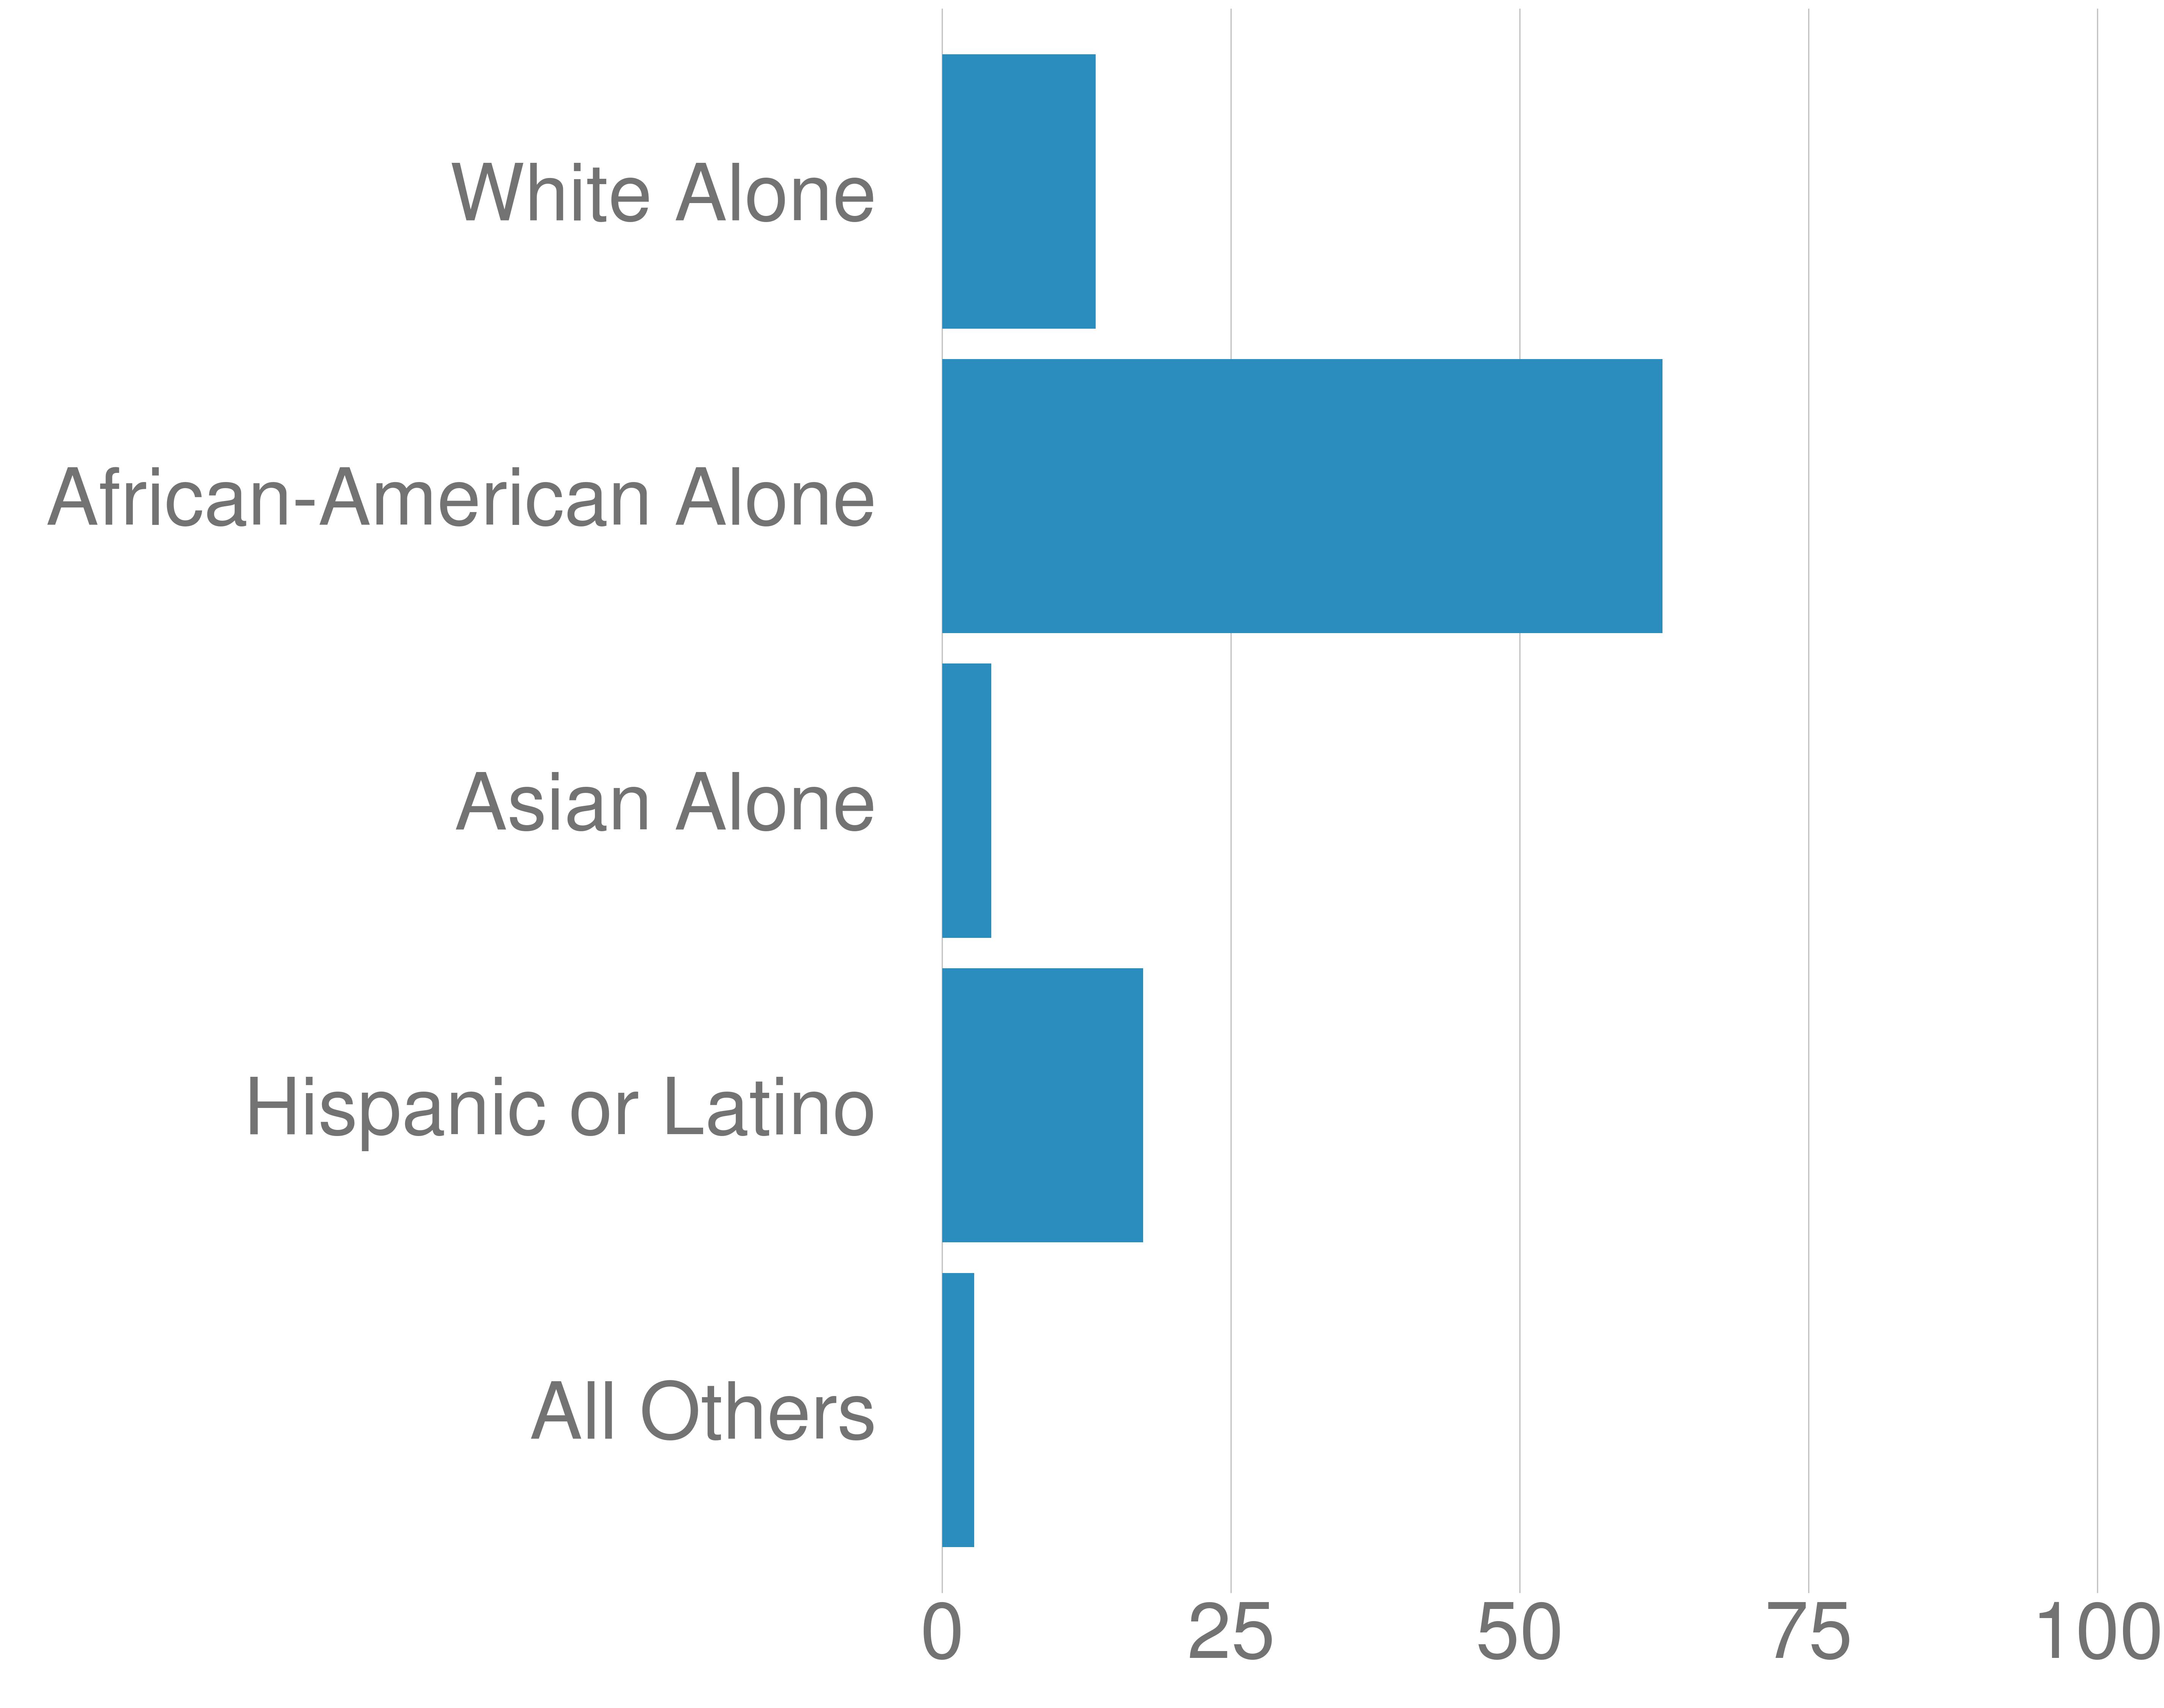 White Alone
African-American Alone
Asian Alone
Hispanic or Latino
All Others
0 25 50 75 100